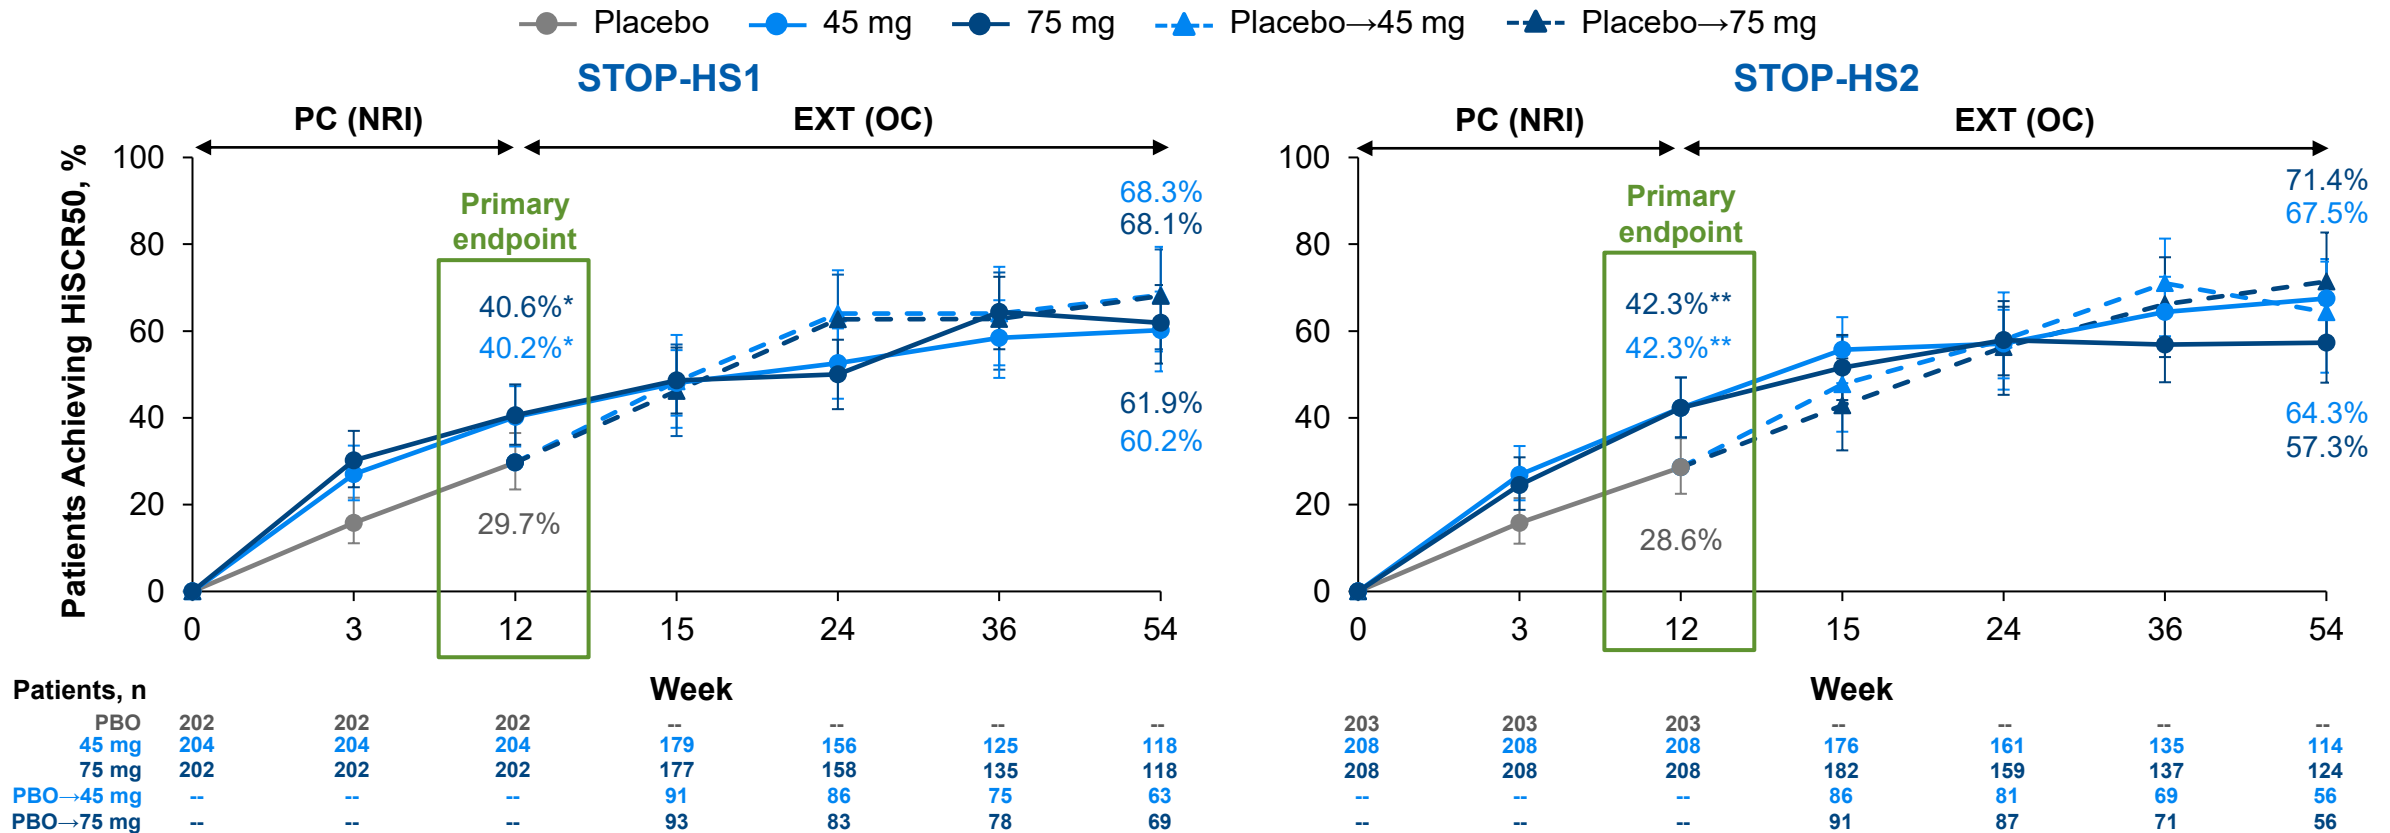 Placebo 45 mg 75 mg Placebo→45 mg Placebo→75 mg
STOP-HS1
PC (NRI) EXT (OC)
Patients Achieving HiSCR50, %
100
80
60
40
20
0
Primary
endpoint
40.6%*
40.2%*
29.7%
68.3%
68.1%
61.9%
60.2%
0 3 12 15 24 36 54
Week
STOP-HS2
PC (NRI) EXT (OC)
100
80
60
40
20
0
Primary
endpoint
42.3%**
42.3%**
28.6%
71.4%
67.5%
64.3%
57.3%
0 3 12 15 24 36 54
Week
Patients, n
PBO 202 202 202 -- -- -- -- 203 203 203 -- -- -- --
45 mg 204 204 204 179 156 125 118 208 208 208 176 161 135 114
75 mg 202 202 202 177 158 135 118 208 208 208 182 159 137 124
PBO→45 mg -- -- -- 91 86 75 63 -- -- -- 86 81 69 56
PBO→75 mg -- -- -- 93 83 78 69 -- -- -- 91 87 71 56